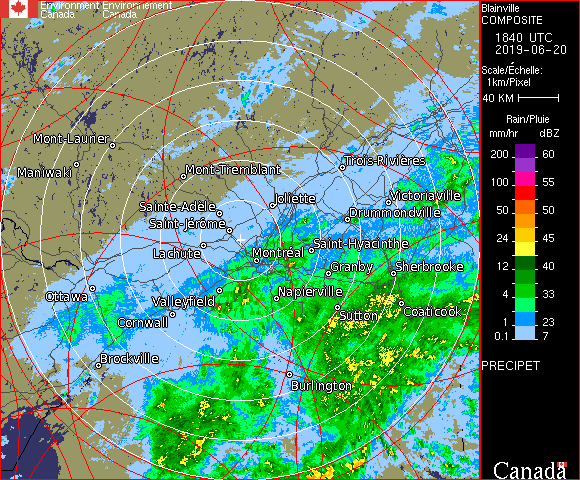 Environment Environnement
Canada Canada
Blainville
COMPOSITE
1840 UTC
2019-06-20
Scale/Échelle:
1km/Pixel
40 KM
Rain/Pluie
mm/hr dBZ
200 60
100 55
50 50
24 45
12 40
4 33
1 23
0.1 7
PRECIPET
Canada
Mont-Laurier
Maniwaki
Mont-Tremblant
Trois-Rivières
Sainte-Adèle
Joliette
Victoriaville
Saint-Jérôme
Drummondville
Lachute
Montréal
Saint-Hyacinthe
Granby
Sherbrooke
Ottawa
Valleyfield
Napierville
Cornwall
Sutton
Coaticook
Brockville
Burlington